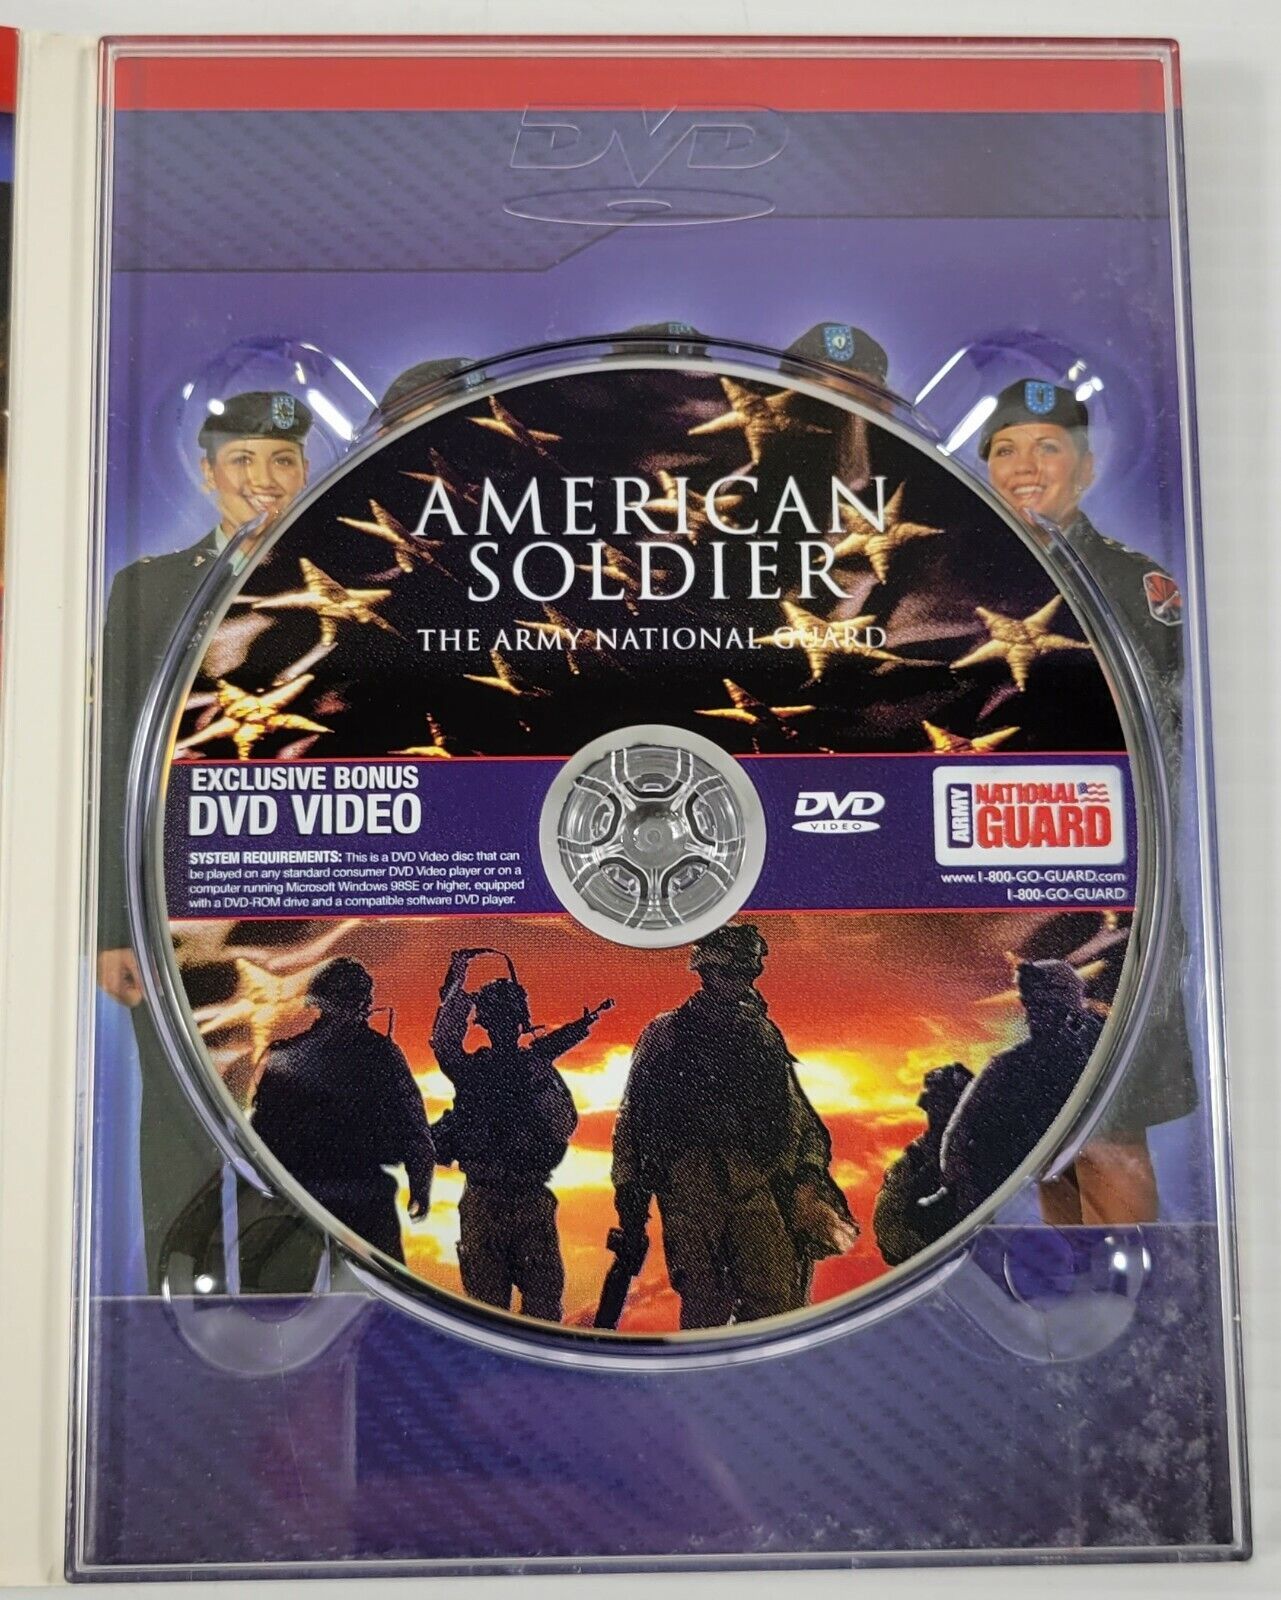 DVD
AMERICAN
SOLDIER
THE ARMY NATIONAL GUARD
EXCLUSIVE BONUS
DVD VIDEO
SYSTEM REQUIREMENTS: This is a DVD Video disc that can
be played on any standard consumer DVD Video player or on a
computer running Microsoft Windows 98SE or higher, equipped
with a DVD-ROM drive and a compatible software DVD player.
DVD
VIDEO
ARMY
NATIONAL
GUARD
www.1-800-GO-GUARD.com
1-800-GO-GUARD